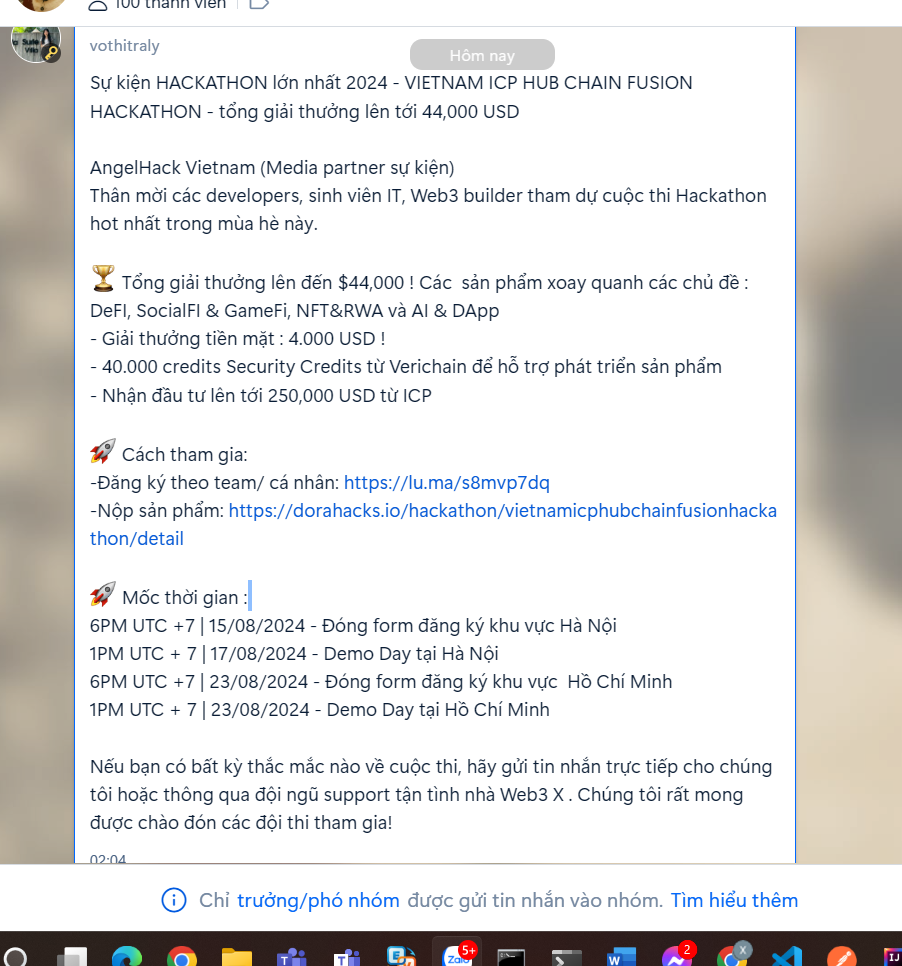 100 thành viên
vothitraly
Hôm nay
Sự kiện HACKATHON lớn nhất 2024 - VIETNAM ICP HUB CHAIN FUSION
HACKATHON - tổng giải thưởng lên tới 44,000 USD
AngelHack Vietnam (Media partner sự kiện)
Thân mời các developers, sinh viên IT, Web3 builder tham dự cuộc thi Hackathon
hot nhất trong mùa hè này.
🏆 Tổng giải thưởng lên đến $44,000 ! Các  sản phẩm xoay quanh các chủ đề :
DeFI, SocialFI & GameFi, NFT&RWA và AI & DApp
- Giải thưởng tiền mặt : 4.000 USD !
- 40.000 credits Security Credits từ Verichain để hỗ trợ phát triển sản phẩm
- Nhận đầu tư lên tới 250,000 USD từ ICP
🚀 Cách tham gia:
-Đăng ký theo team/ cá nhân: https://lu.ma/s8mvp7dq
-Nộp sản phẩm: https://dorahacks.io/hackathon/vietnamicphubchainfusionhacka
thon/detail
🚀 Mốc thời gian :
6PM UTC +7 | 15/08/2024 - Đóng form đăng ký khu vực Hà Nội
1PM UTC + 7 | 17/08/2024 - Demo Day tại Hà Nội
6PM UTC +7 | 23/08/2024 - Đóng form đăng ký khu vực  Hồ Chí Minh
1PM UTC + 7 | 23/08/2024 - Demo Day tại Hồ Chí Minh
Nếu bạn có bất kỳ thắc mắc nào về cuộc thi, hãy gửi tin nhắn trực tiếp cho chúng
tôi hoặc thông qua đội ngũ support tận tình nhà Web3 X . Chúng tôi rất mong
được chào đón các đội thi tham gia!
02:04
Chỉ trưởng/phó nhóm được gửi tin nhắn vào nhóm. Tìm hiểu thêm
5+
Zalo
2
X
IJ